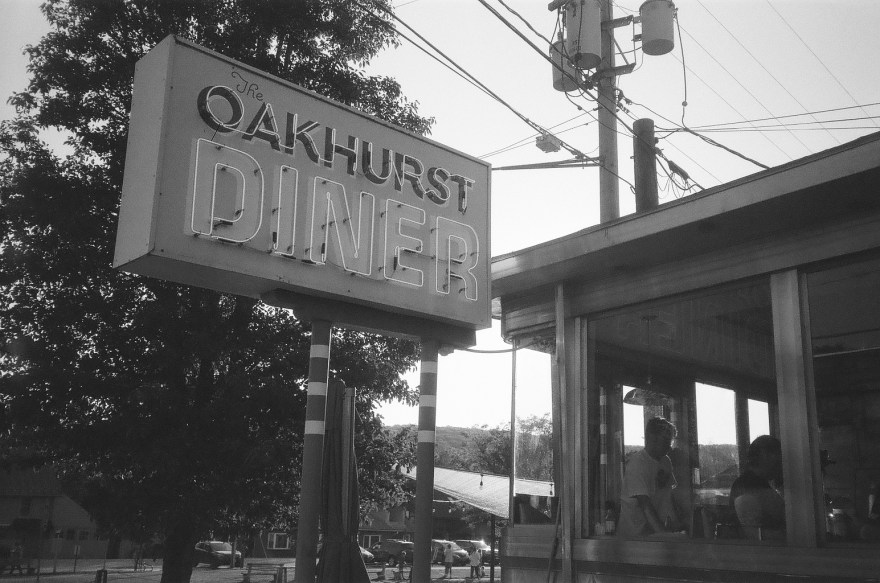 The
OAKHURST
DINER